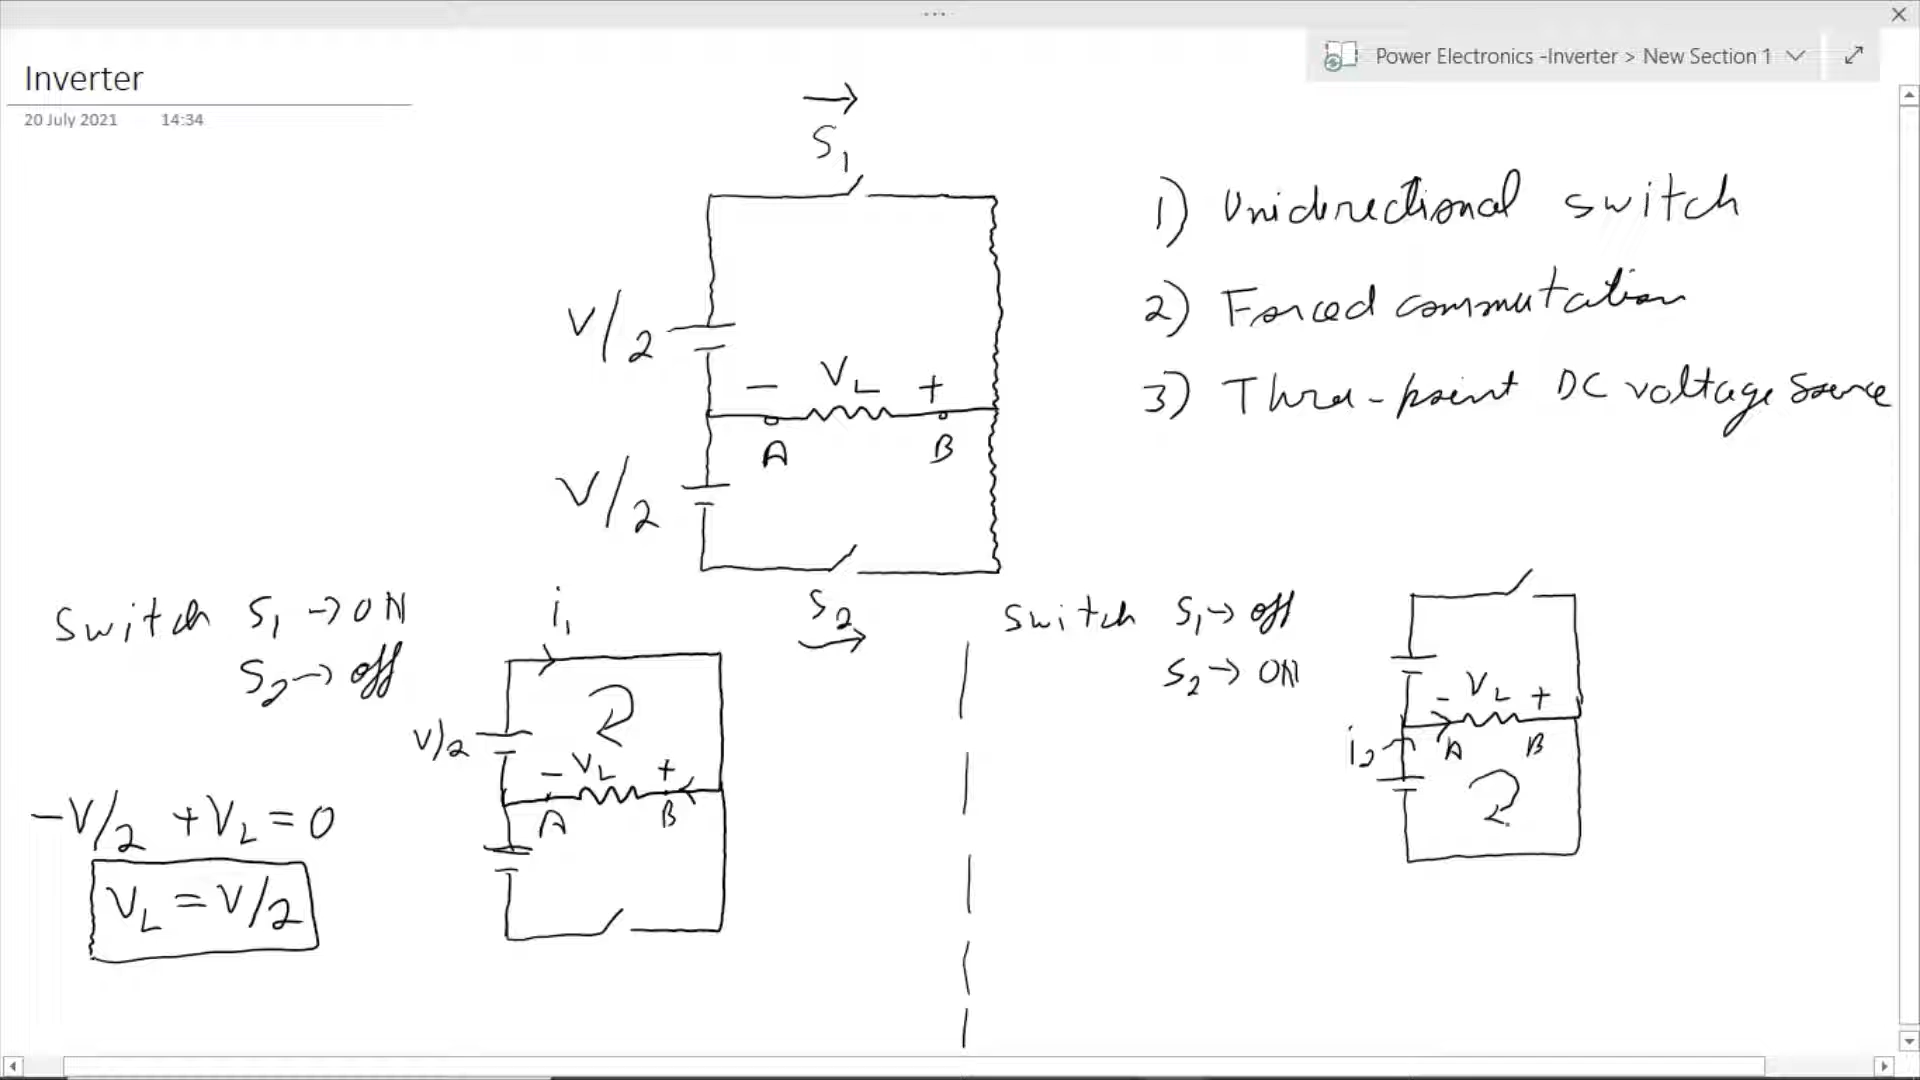 Power Electronics -Inverter > New Section 1
Inverter
20 July 2021 14:34
S1
1) Unidirectional switch
2) Forced commutation
3) Three-point DC voltage Source
V/2
- VL +
A B
V/2
S2
Switch S1 → ON
S2 → off
i1
V/2
- VL +
A B
-V/2 + VL = 0
VL = V/2
Switch S1 → off
S2 → ON
- VL +
i2 A B